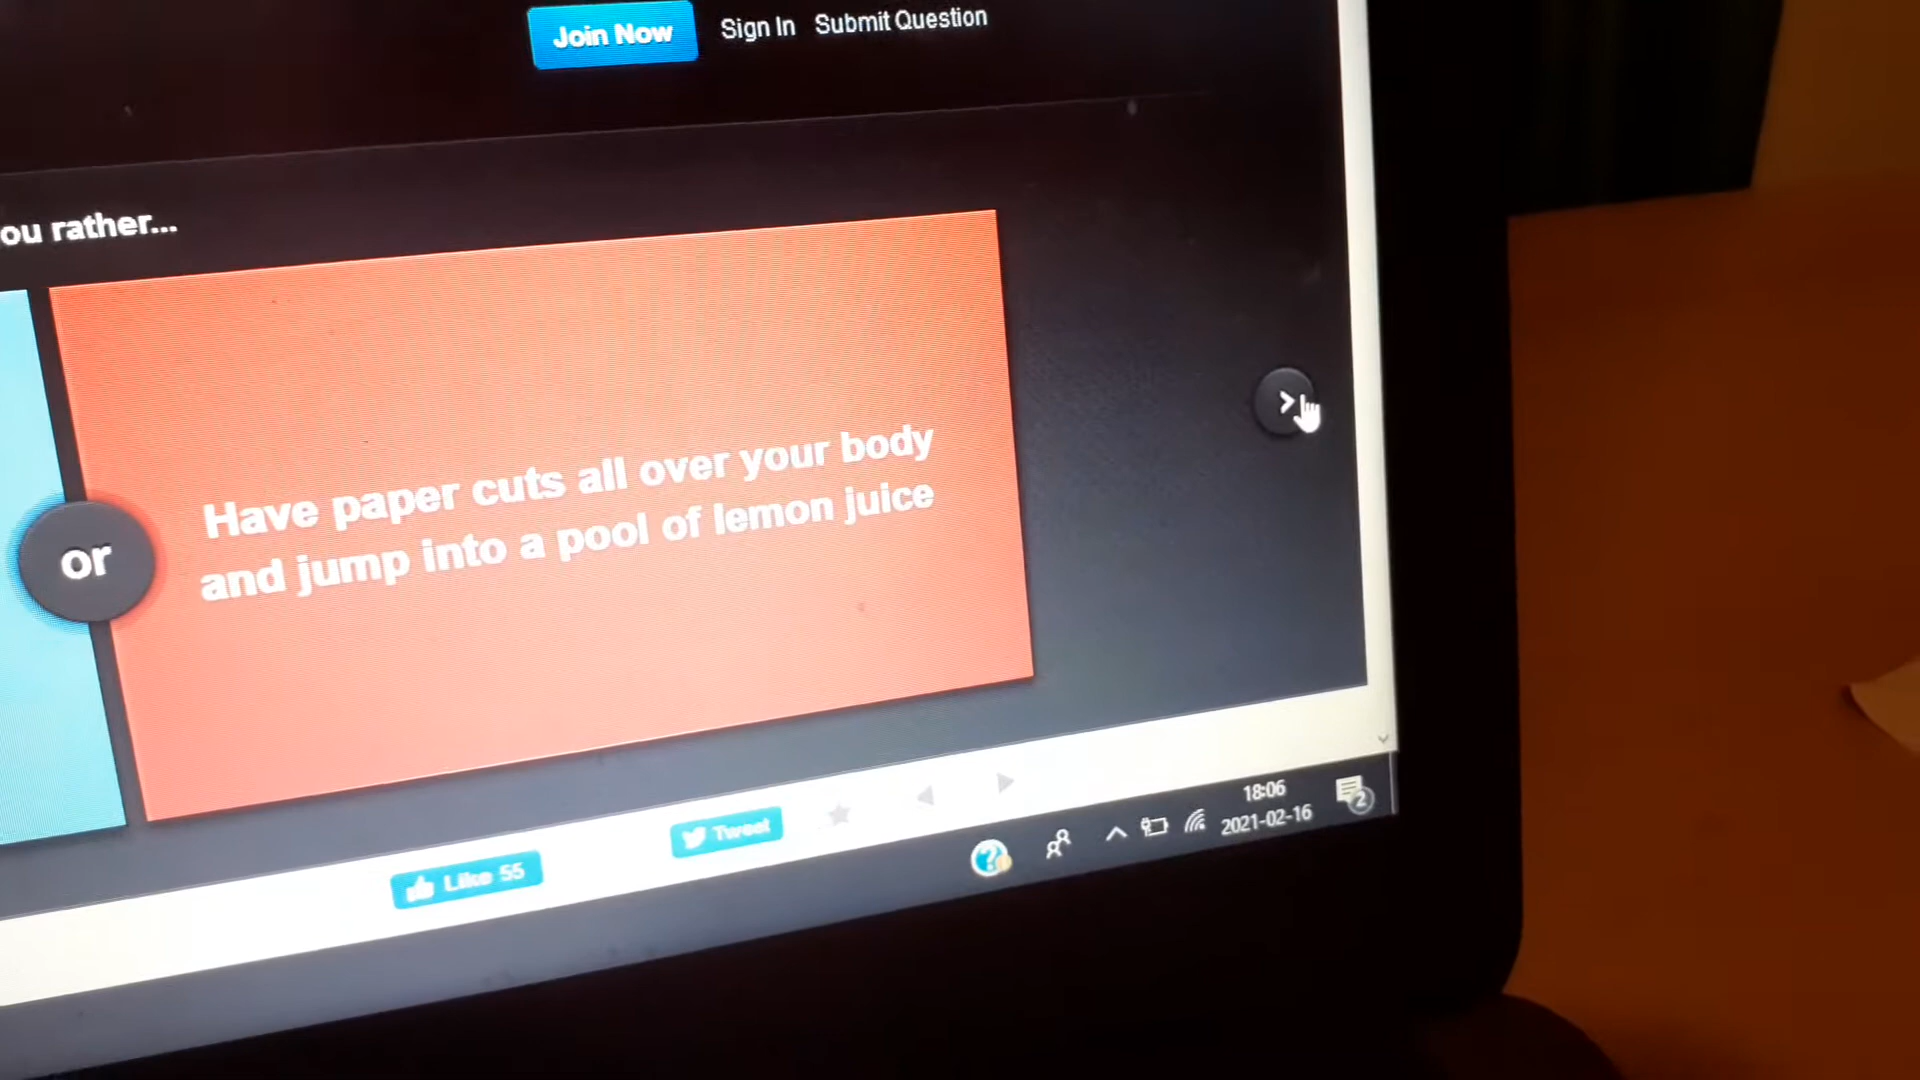 Join Now
Sign In
Submit Question
ou rather...
or
Have paper cuts all over your body
and jump into a pool of lemon juice
Like 55
Tweet
18:06
2021-02-16
2